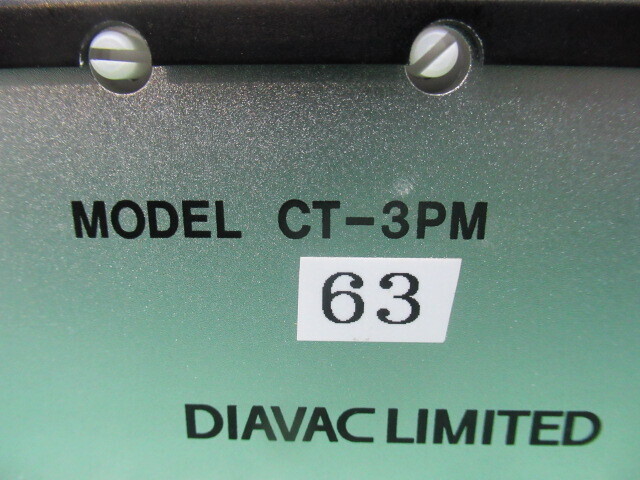 MODEL CT-3PM
63
DIAVAC LIMITED